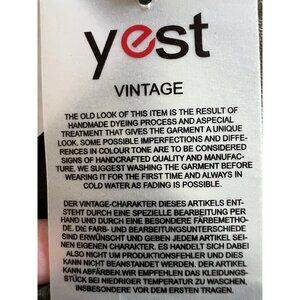 yest
VINTAGE
THE OLD LOOK OF THIS ITEM IS THE RESULT OF
HANDMADE DYEING PROCESS AND ASPECIAL
TREATMENT THAT GIVES THE GARMENT A UNIQUE
LOOK. SOME POSSIBLE IMPERFECTIONS AND DIFFE-
RENCES IN COLOUR TONE ARE TO BE CONSIDERED
SIGNS OF HANDCRAFTED QUALITY AND MANUFAC-
TURE. WE SUGGEST WASHING THE GARMENT BEFORE
WEARING IT FOR THE FIRST TIME AND ALWAYS IN
COLD WATER AS FADING IS POSSIBLE.
DER VINTAGE-CHARAKTER DIESES ARTIKELS ENT-
STEHT DURCH EINE SPEZIELLE BEARBEITUNG PER
HAND UND DURCH EINE BESONDERE FÄRBEMETHO-
DE. DIE FARB- UND BEARBEITUNGSUNTERSCHIEDE
SIND ERWÜNSCHT UND GEBEN JEDEM ARTIKEL SEI-
NEN EIGENEN CHARAKTER. ES HANDELT SICH DABEI
ALSO NICHT UM PRODUKTIONSFEHLER UND DIES
KANN NICHT BEANSTANDET WERDEN. DER ARTIKEL
KANN ABFÄRBEN.WIR EMPFEHLEN DAS KLEIDUNGS-
STÜCK BEI NIEDRIGER TEMPERATUR ZU WASCHEN,
INSBESONDERE VOR DEM ERSTEN TRAGEN.